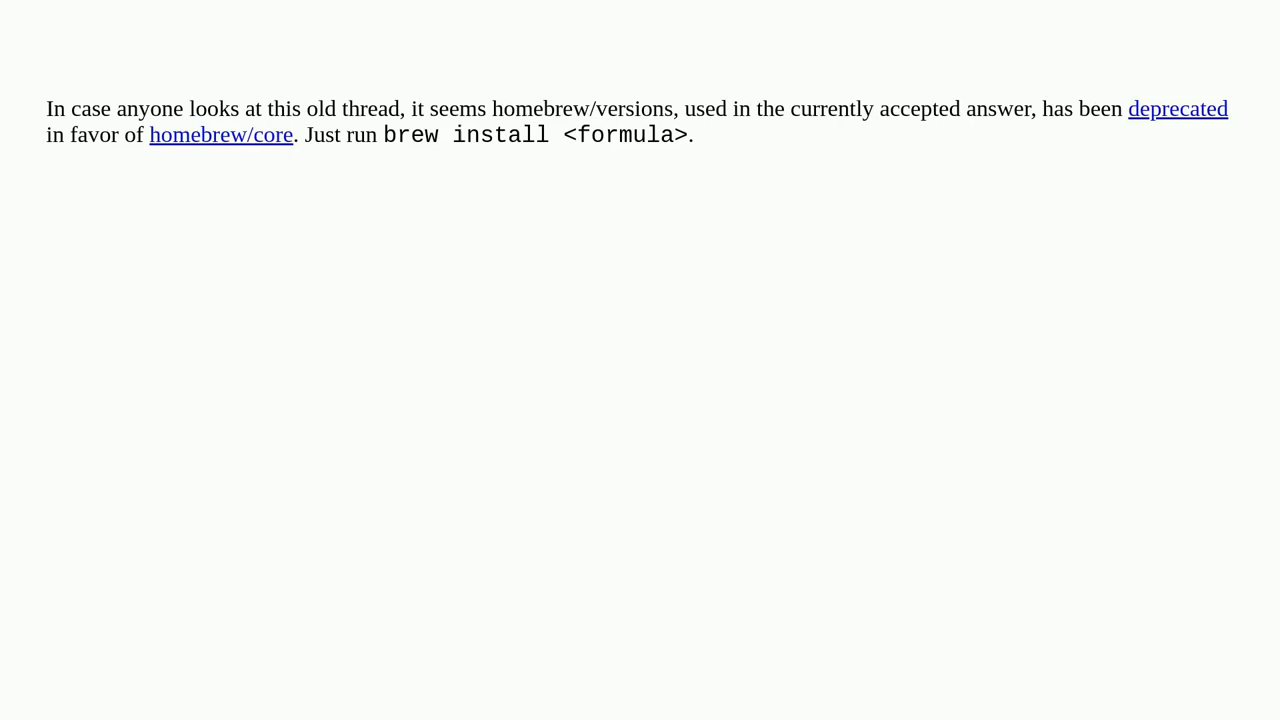 In case anyone looks at this old thread, it seems homebrew/versions, used in the currently accepted answer, has been deprecated
in favor of homebrew/core. Just run brew install <formula>.